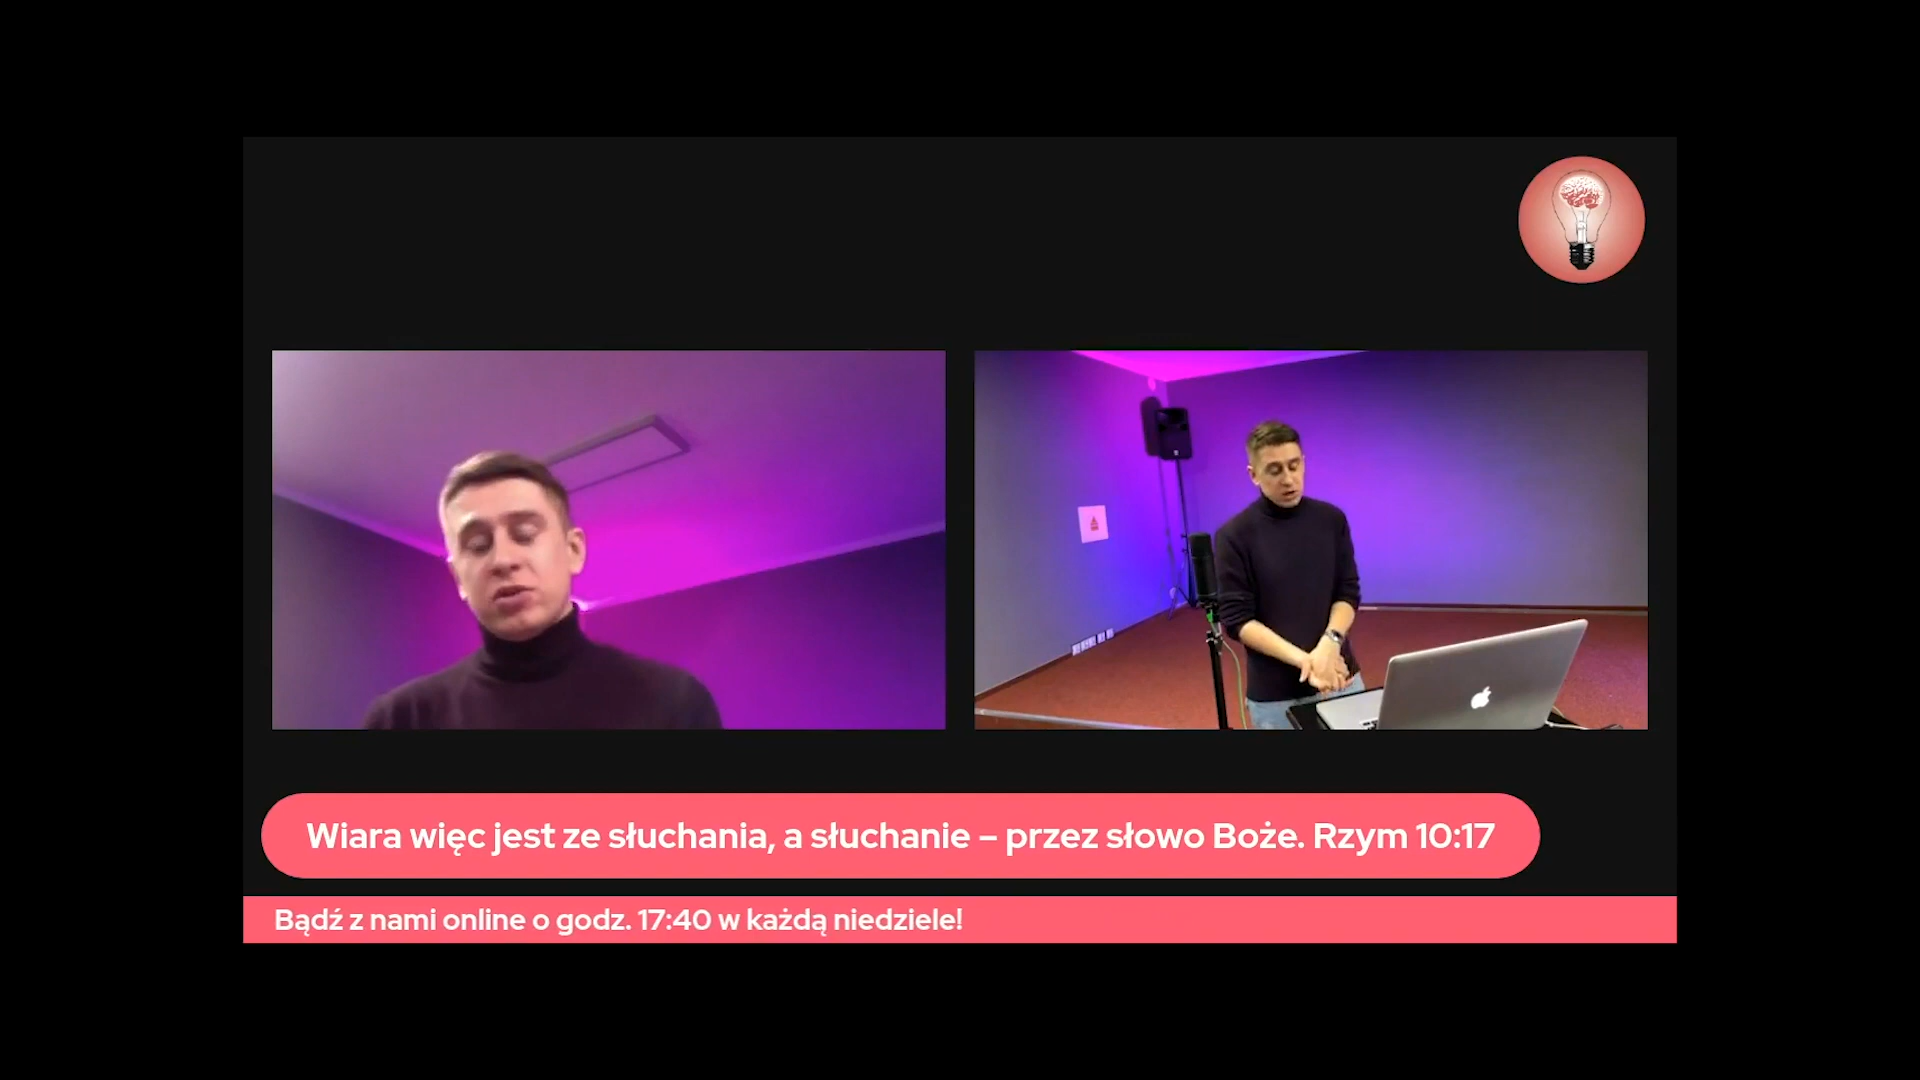 Wiara więc jest ze słuchania, a słuchanie – przez słowo Boże. Rzym 10:17
Bądź z nami online o godz. 17:40 w każdą niedziele!